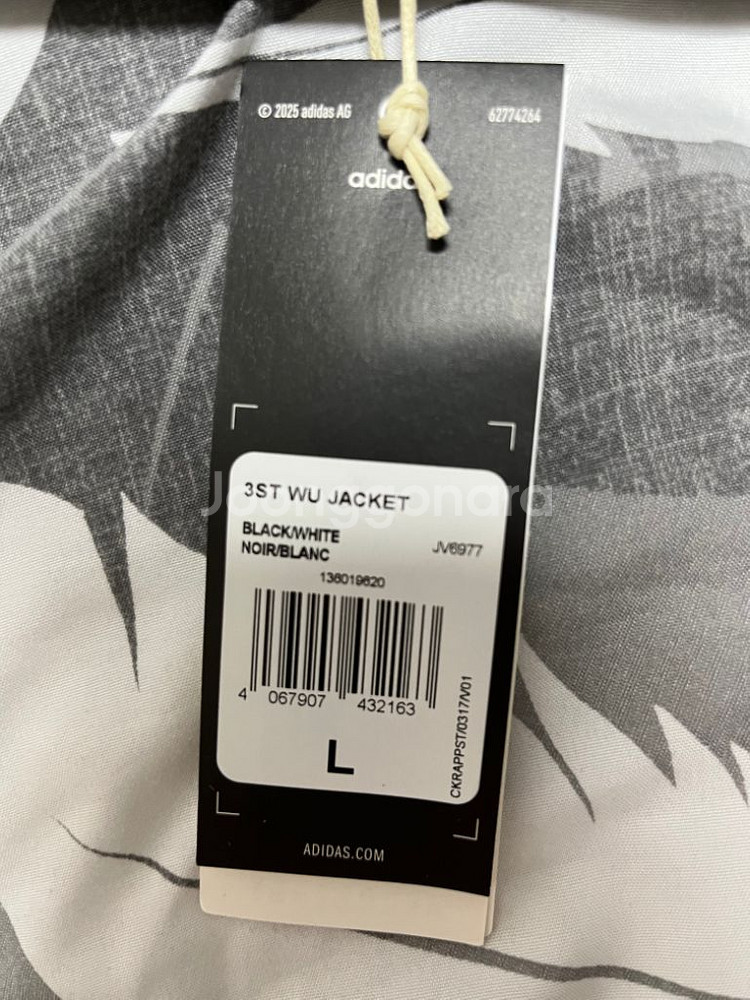 © 2025 adidas AG
62774264
adidas
3ST WU JACKET
Joonggonara
BLACK/WHITE
NOIR/BLANC
JV6977
136019620
4 067907 432163
L
CKRAPPST/0317/V01
ADIDAS.COM